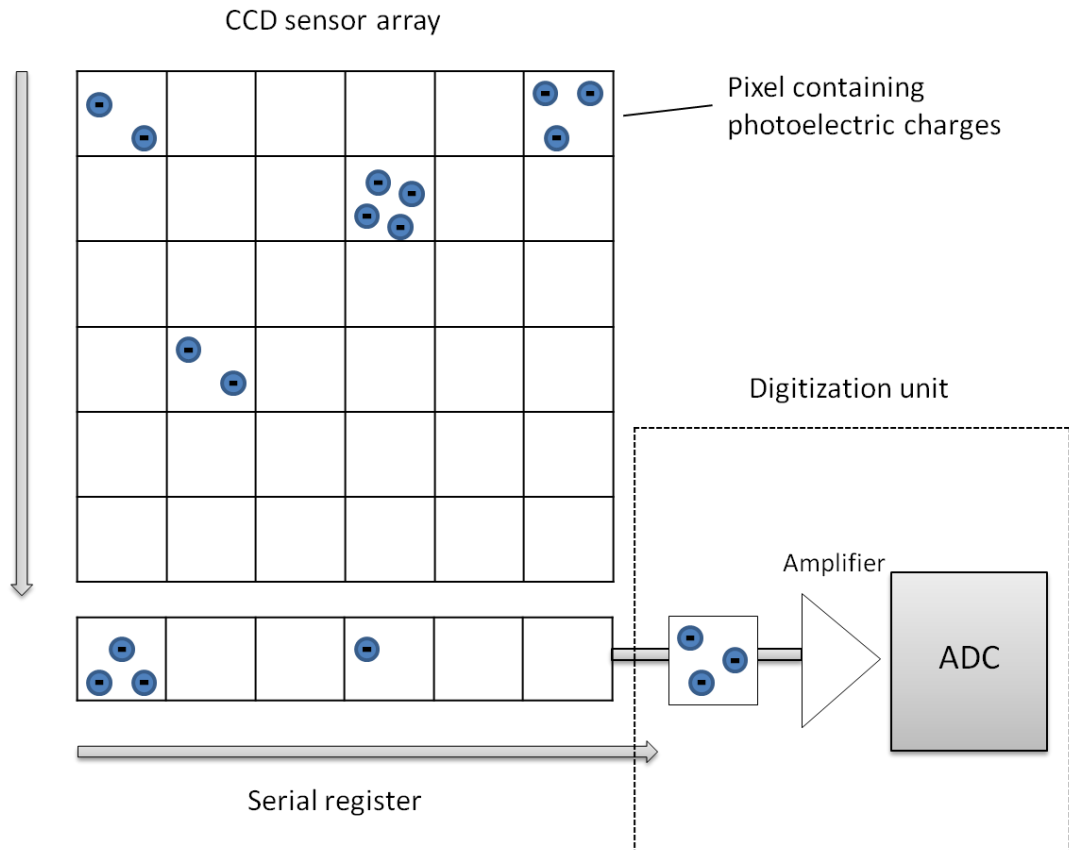 CCD sensor array
Pixel containing
photoelectric charges
Digitization unit
Amplifier
ADC
Serial register